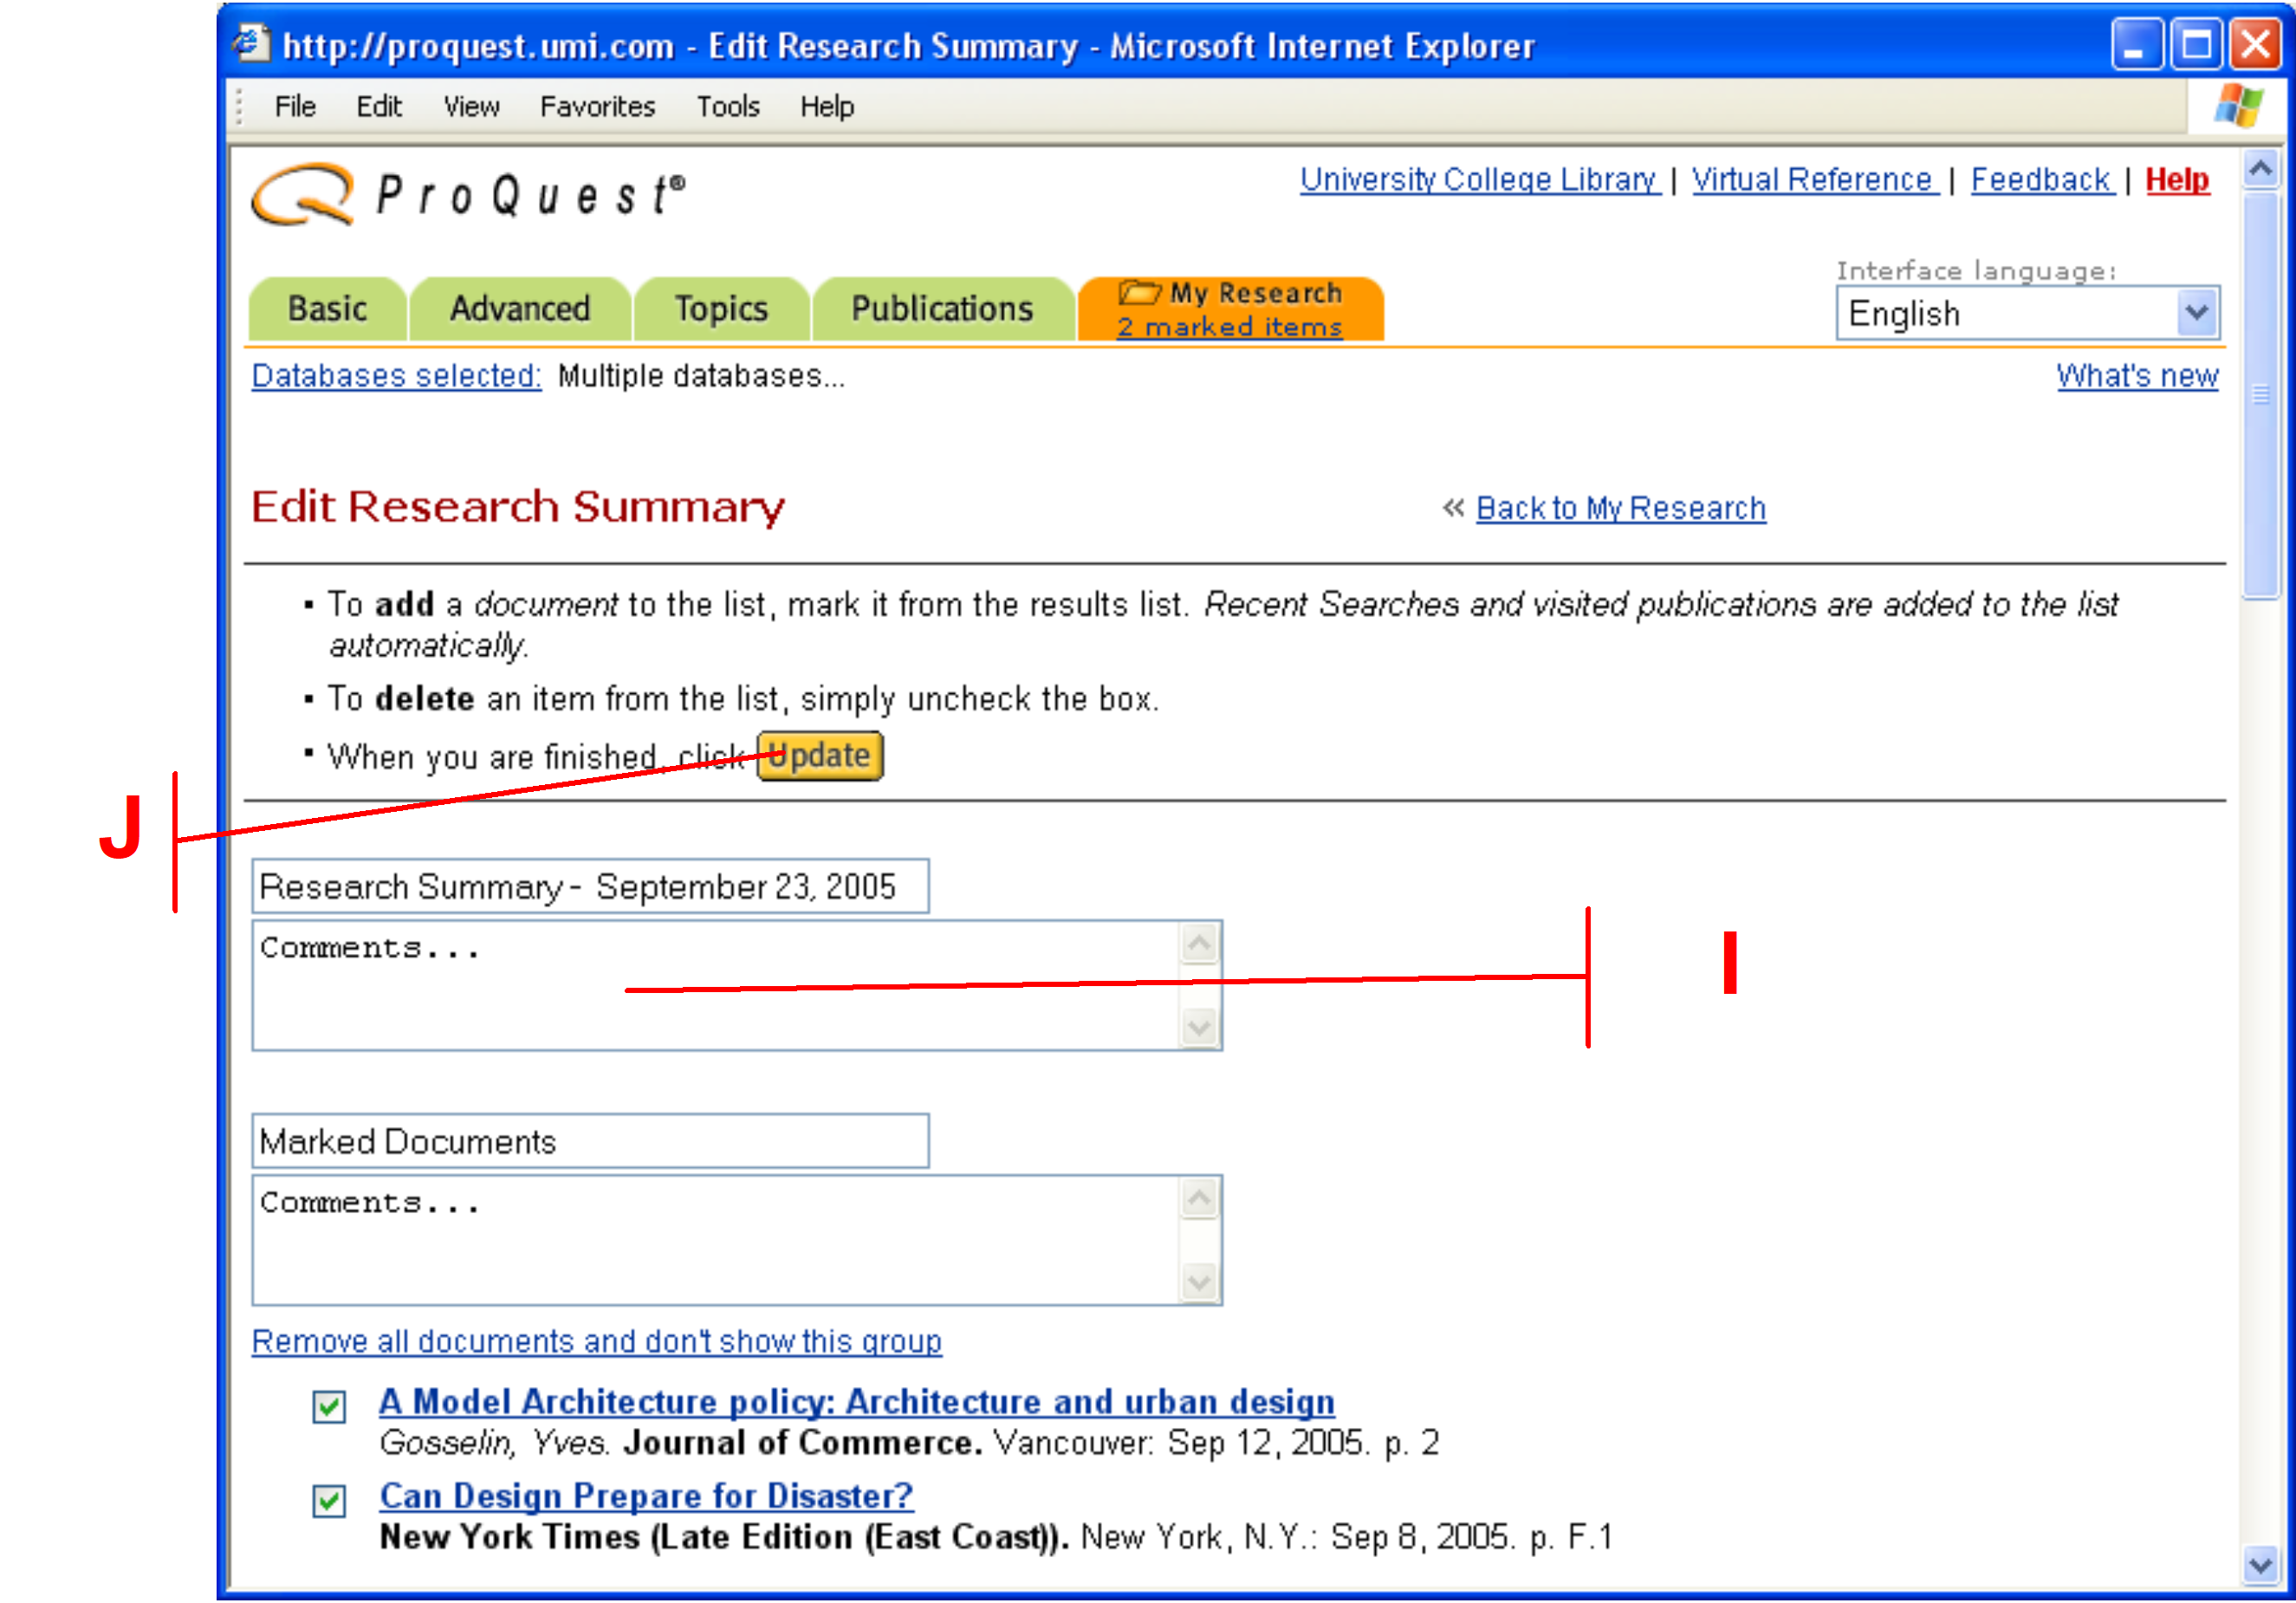 http://proquest.umi.com - Edit Research Summary - Microsoft Internet Explorer
File Edit View Favorites Tools Help
ProQuest®
University College Library | Virtual Reference | Feedback | Help
Interface language:
Basic Advanced Topics Publications My Research
2 marked items
English
Databases selected: Multiple databases...
What's new
Edit Research Summary
« Back to My Research
▪ To add a document to the list, mark it from the results list. Recent Searches and visited publications are added to the list
automatically.
▪ To delete an item from the list, simply uncheck the box.
▪ When you are finished, click Update
J
Research Summary - September 23, 2005
Comments...
I
Marked Documents
Comments...
Remove all documents and don't show this group
A Model Architecture policy: Architecture and urban design
Gosselin, Yves. Journal of Commerce. Vancouver: Sep 12, 2005. p. 2
Can Design Prepare for Disaster?
New York Times (Late Edition (East Coast)). New York, N.Y.: Sep 8, 2005. p. F.1